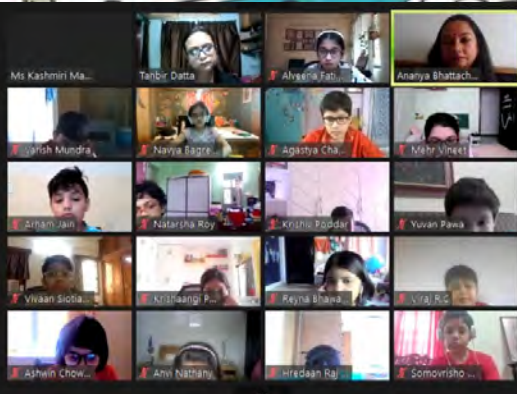 Ms Kashmiri Ma...
Tanbir Datta
Alveena Fati...
Ananya Bhattach...
Varish Mundra
Navya Bagre...
Agastya Cha...
Mehr Vineet
Arham Jain
Natarsha Roy
Krishiv Poddar
Yuvan Pawa
Vivaan Siotia...
Krishaangi P...
Reyna Bhawa...
Viraj R.C
Ashwin Chow...
Anvi Nathany
Hredaan Raj
Somovrisho ...